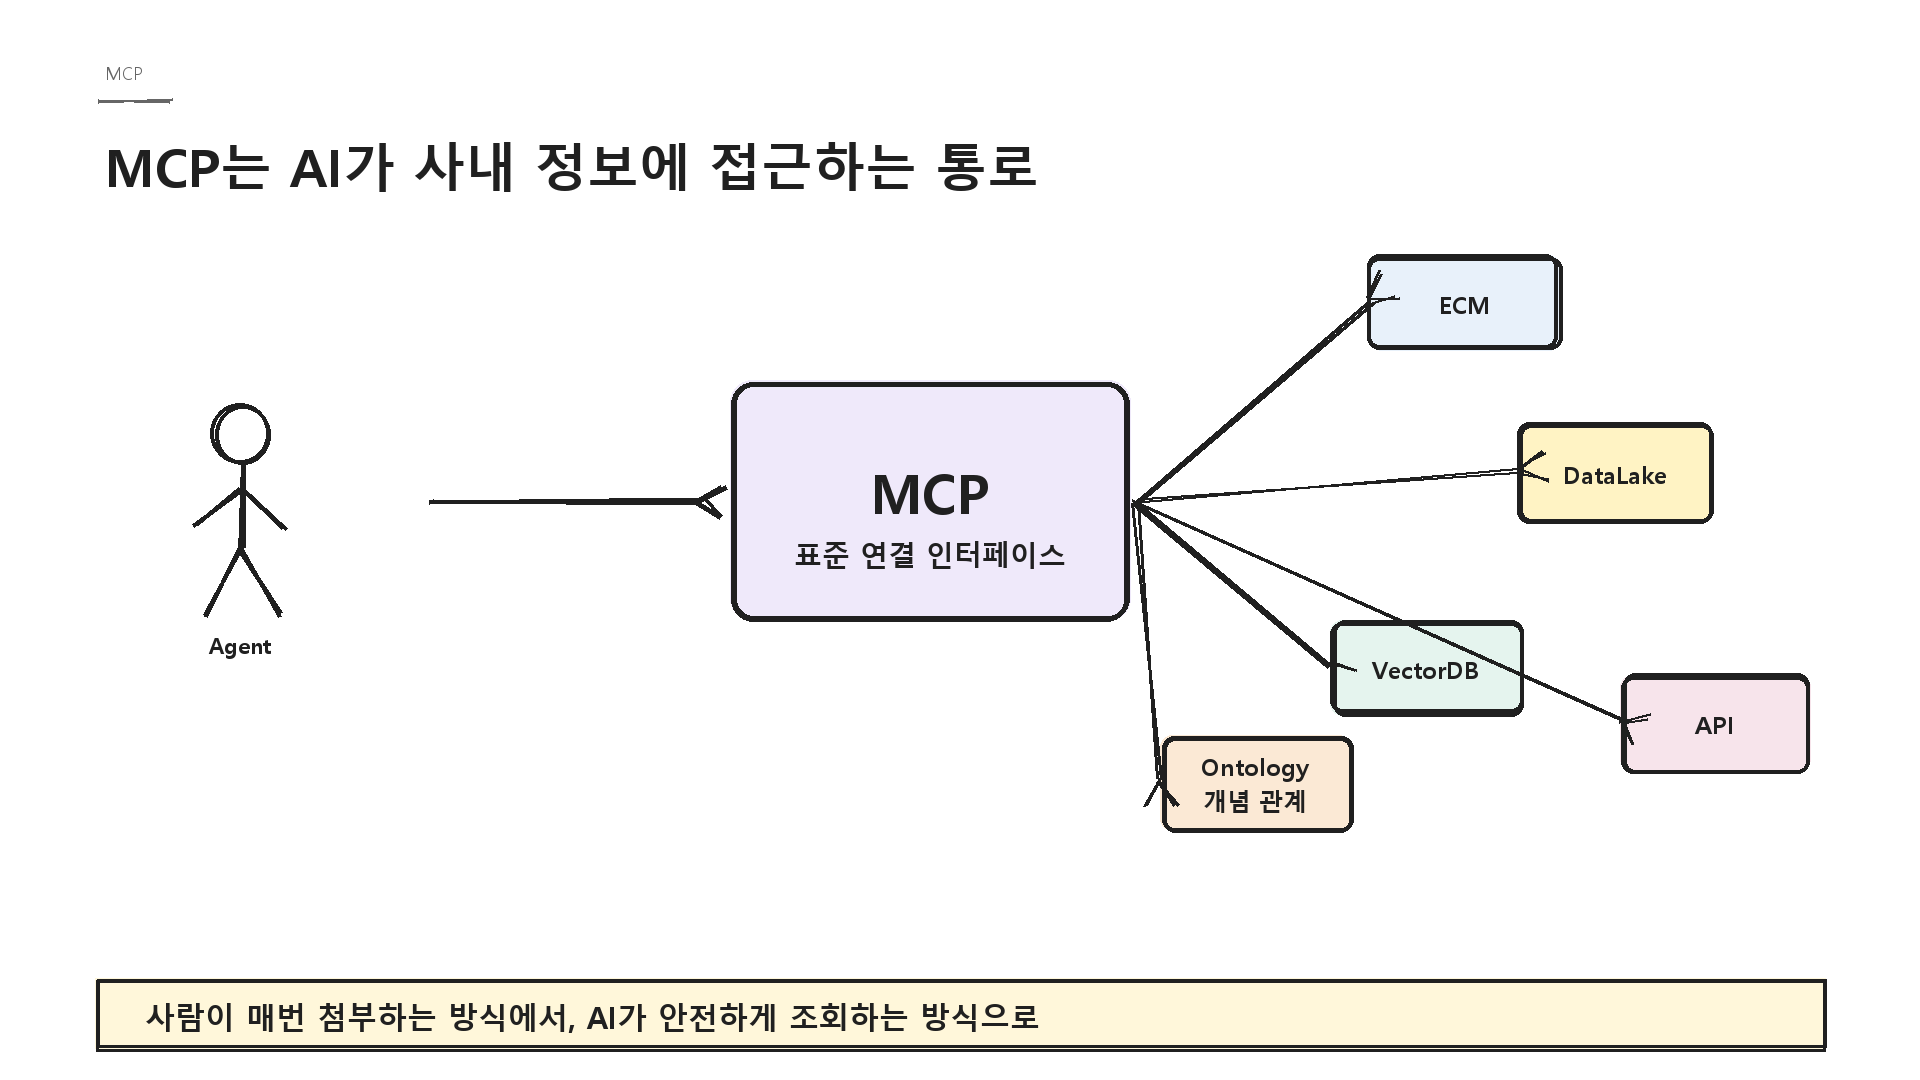 MCP
MCP는 AI가 사내 정보에 접근하는 통로
ECM
DataLake
MCP
표준 연결 인터페이스
Agent
VectorDB
API
Ontology
개념 관계
사람이 매번 첨부하는 방식에서, AI가 안전하게 조회하는 방식으로